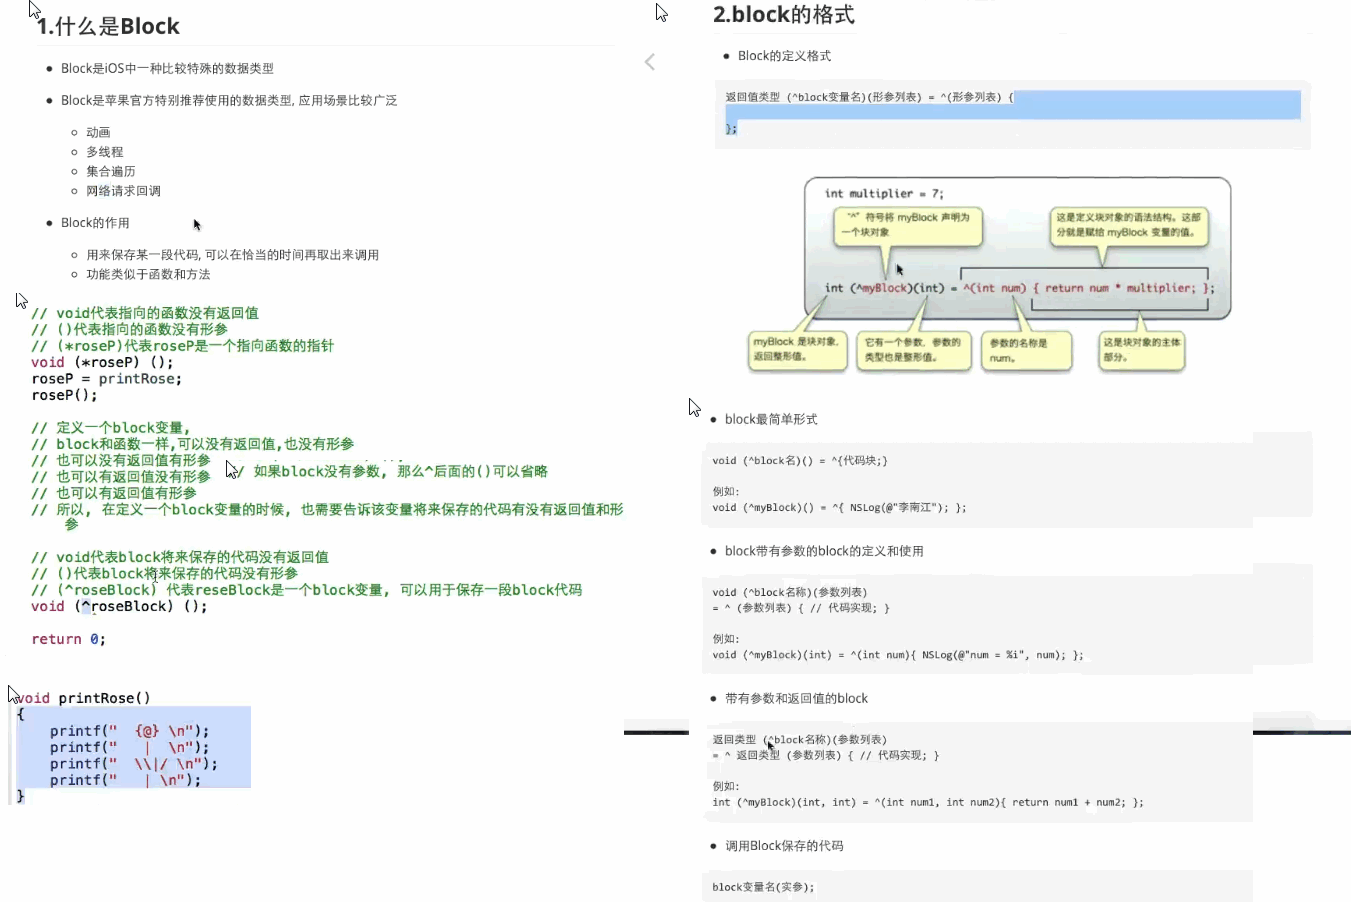 1.什么是Block
Block是iOS中一种比较特殊的数据类型
Block是苹果官方特别推荐使用的数据类型, 应用场景比较广泛
动画
多线程
集合遍历
网络请求回调
Block的作用
用来保存某一段代码, 可以在恰当的时间再取出来调用
功能类似于函数和方法
// void代表指向的函数没有返回值
// ()代表指向的函数没有形参
// (*roseP)代表roseP是一个指向函数的指针
void (*roseP) ();
roseP = printRose;
roseP();
// 定义一个block变量,
// block和函数一样,可以没有返回值,也没有形参
// 也可以没有返回值有形参
/ 如果block没有参数, 那么^后面的()可以省略
// 也可以有返回值没有形参
// 也可以有返回值有形参
// 所以, 在定义一个block变量的时候, 也需要告诉该变量将来保存的代码有没有返回值和形
参
// void代表block将来保存的代码没有返回值
// ()代表block将来保存的代码没有形参
// (^roseBlock) 代表reseBlock是一个block变量, 可以用于保存一段block代码
void (^roseBlock) ();
return 0;
void printRose()
{
printf("  {@} \n");
printf("   |  \n");
printf("  \\|/ \n");
printf("   | \n");
}
2.block的格式
Block的定义格式
返回值类型 (^block变量名)(形参列表) = ^(形参列表) {
};
int multiplier = 7;
"^" 符号将 myBlock 声明为
一个块对象
这是定义块对象的语法结构。这部
分就是赋给 myBlock 变量的值。
int (^myBlock)(int) = ^(int num) { return num * multiplier; };
myBlock 是块对象,
返回整形值。
它有一个参数, 参数的
类型也是整形值。
参数的名称是
num。
这是块对象的主体
部分。
block最简单形式
void (^block名)() = ^{代码块;}
例如:
void (^myBlock)() = ^{ NSLog(@"李南江"); };
block带有参数的block的定义和使用
void (^block名称)(参数列表)
= ^ (参数列表) { // 代码实现; }
例如:
void (^myBlock)(int) = ^(int num){ NSLog(@"num = %i", num); };
带有参数和返回值的block
返回类型 (^block名称)(参数列表)
= ^ 返回类型 (参数列表) { // 代码实现; }
例如:
int (^myBlock)(int, int) = ^(int num1, int num2){ return num1 + num2; };
调用Block保存的代码
block变量名(实参);